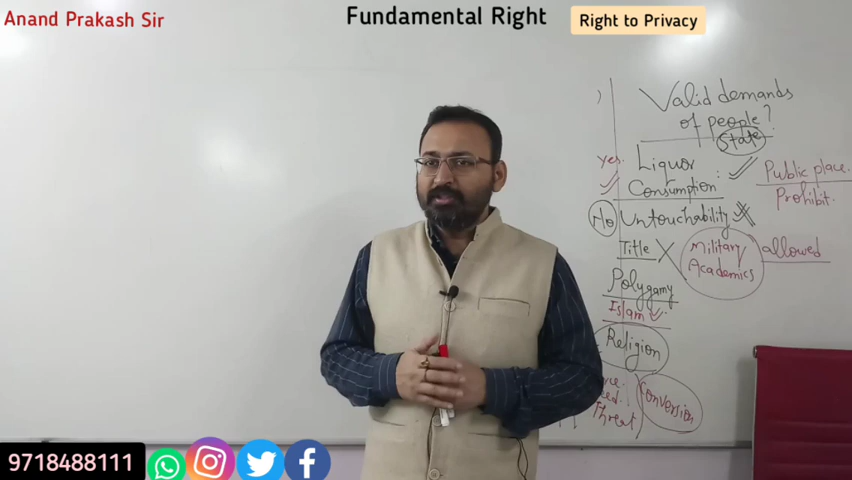 Anand Prakash Sir
Fundamental Right
Right to Privacy
Valid demands
of people?
State
Yes.
Liquor
Consumption
:
Public place.
Prohibit.
No
Untouchability
Title
Military
Academics
allowed
Polygamy
Islam
Religion
Threat
Conversion
9718488111